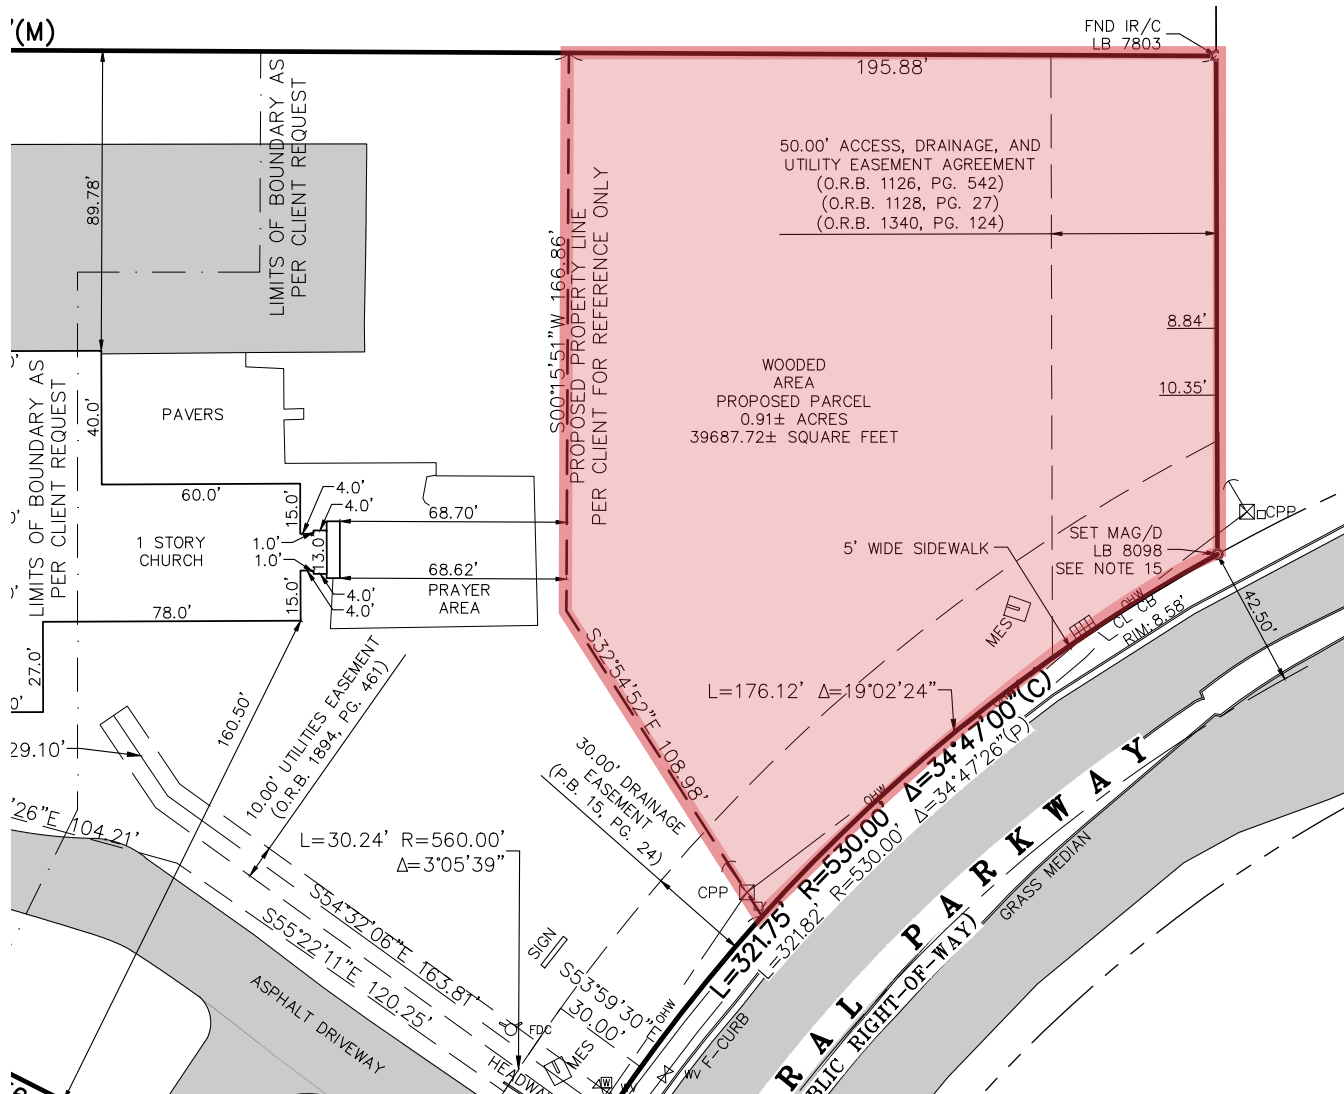 '(M)
FND IR/C
LB 7803
195.88'
LIMITS OF BOUNDARY AS
PER CLIENT REQUEST
89.78'
50.00' ACCESS, DRAINAGE, AND
UTILITY EASEMENT AGREEMENT
(O.R.B. 1126, PG. 542)
(O.R.B. 1128, PG. 27)
(O.R.B. 1340, PG. 124)
S00°15'51"W 166.86'
PROPOSED PROPERTY LINE
PER CLIENT FOR REFERENCE ONLY
8.84'
10.35'
WOODED
AREA
PROPOSED PARCEL
0.91± ACRES
39687.72± SQUARE FEET
LIMITS OF BOUNDARY AS
PER CLIENT REQUEST
40.0'
PAVERS
60.0'
15.0'
4.0'
4.0'
68.70'
1 STORY
CHURCH
1.0'
1.0'
13.0'
68.62'
4.0'
4.0'
15.0'
PRAYER
AREA
78.0'
27.0'
0'
0'
0'
0'
5' WIDE SIDEWALK
SET MAG/D
LB 8098
SEE NOTE 15
CPP
MES
OHW
CL CB
RIM: 8.58'
42.50'
S32°54'52"E 108.98'
L=176.12' Δ=19°02'24"
160.50'
10.00' UTILITIES EASEMENT
(O.R.B. 1894, PG. 461)
29.10'
'26"E 104.21'
30.00' DRAINAGE
EASEMENT
(P.B. 15, PG. 24)
L=30.24' R=560.00'
Δ=3°05'39"
CPP
OHW
L=321.75' R=530.00' Δ=34°47'00"(C)
L=321.82' R=530.00' Δ=34°47'26"(P)
S54°32'06"E 163.81'
S55°22'11"E 120.25'
SIGN
S53°59'30"E
30.00'
ASPHALT DRIVEWAY
FDC
MES
HEADWA
OHW
W
WV
WV
F-CURB
GRASS MEDIAN
RAL PARKWAY
BLIC RIGHT-OF-WAY)